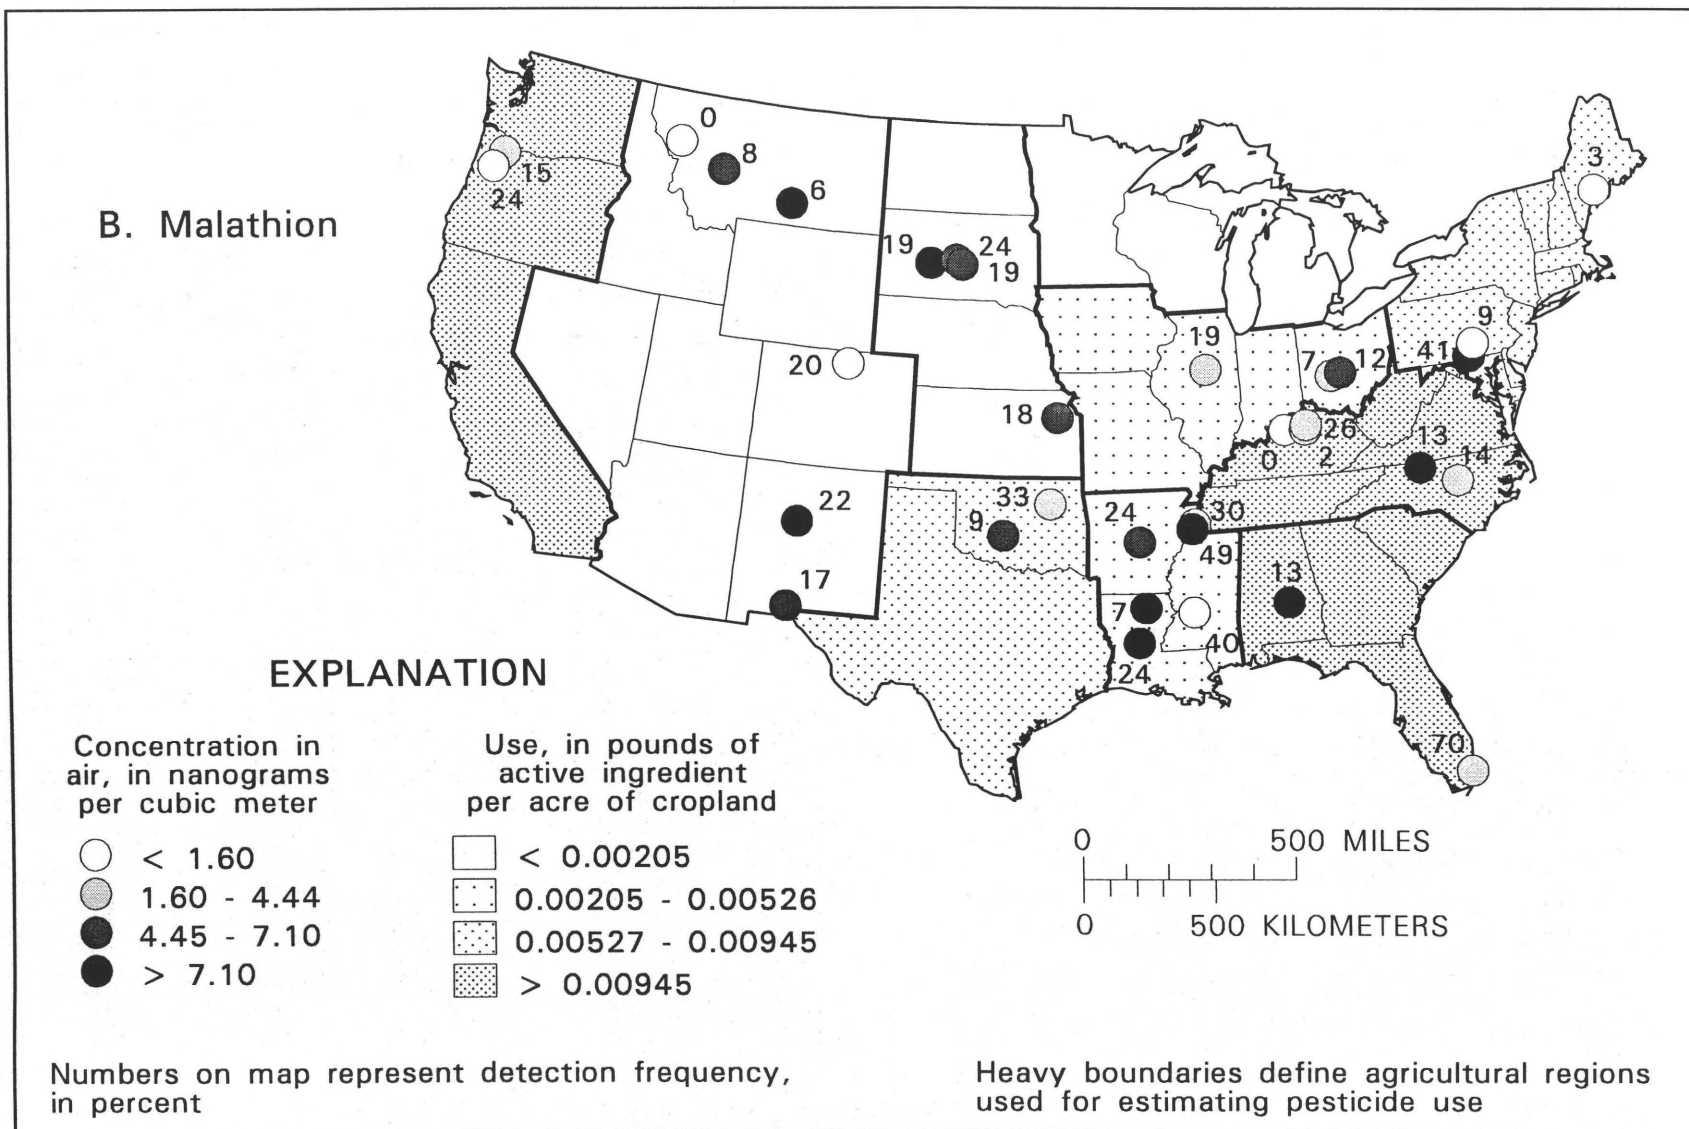 B. Malathion
0
8
6
15
24
19
24
19
20
18
22
17
33
9
24
30
49
7
24
40
13
70
19
7
12
0
26
2
13
14
9
41
3
EXPLANATION
Concentration in
air, in nanograms
per cubic meter
< 1.60
1.60 - 4.44
4.45 - 7.10
> 7.10
Use, in pounds of
active ingredient
per acre of cropland
< 0.00205
0.00205 - 0.00526
0.00527 - 0.00945
> 0.00945
0 500 MILES
0 500 KILOMETERS
Numbers on map represent detection frequency,
in percent
Heavy boundaries define agricultural regions
used for estimating pesticide use